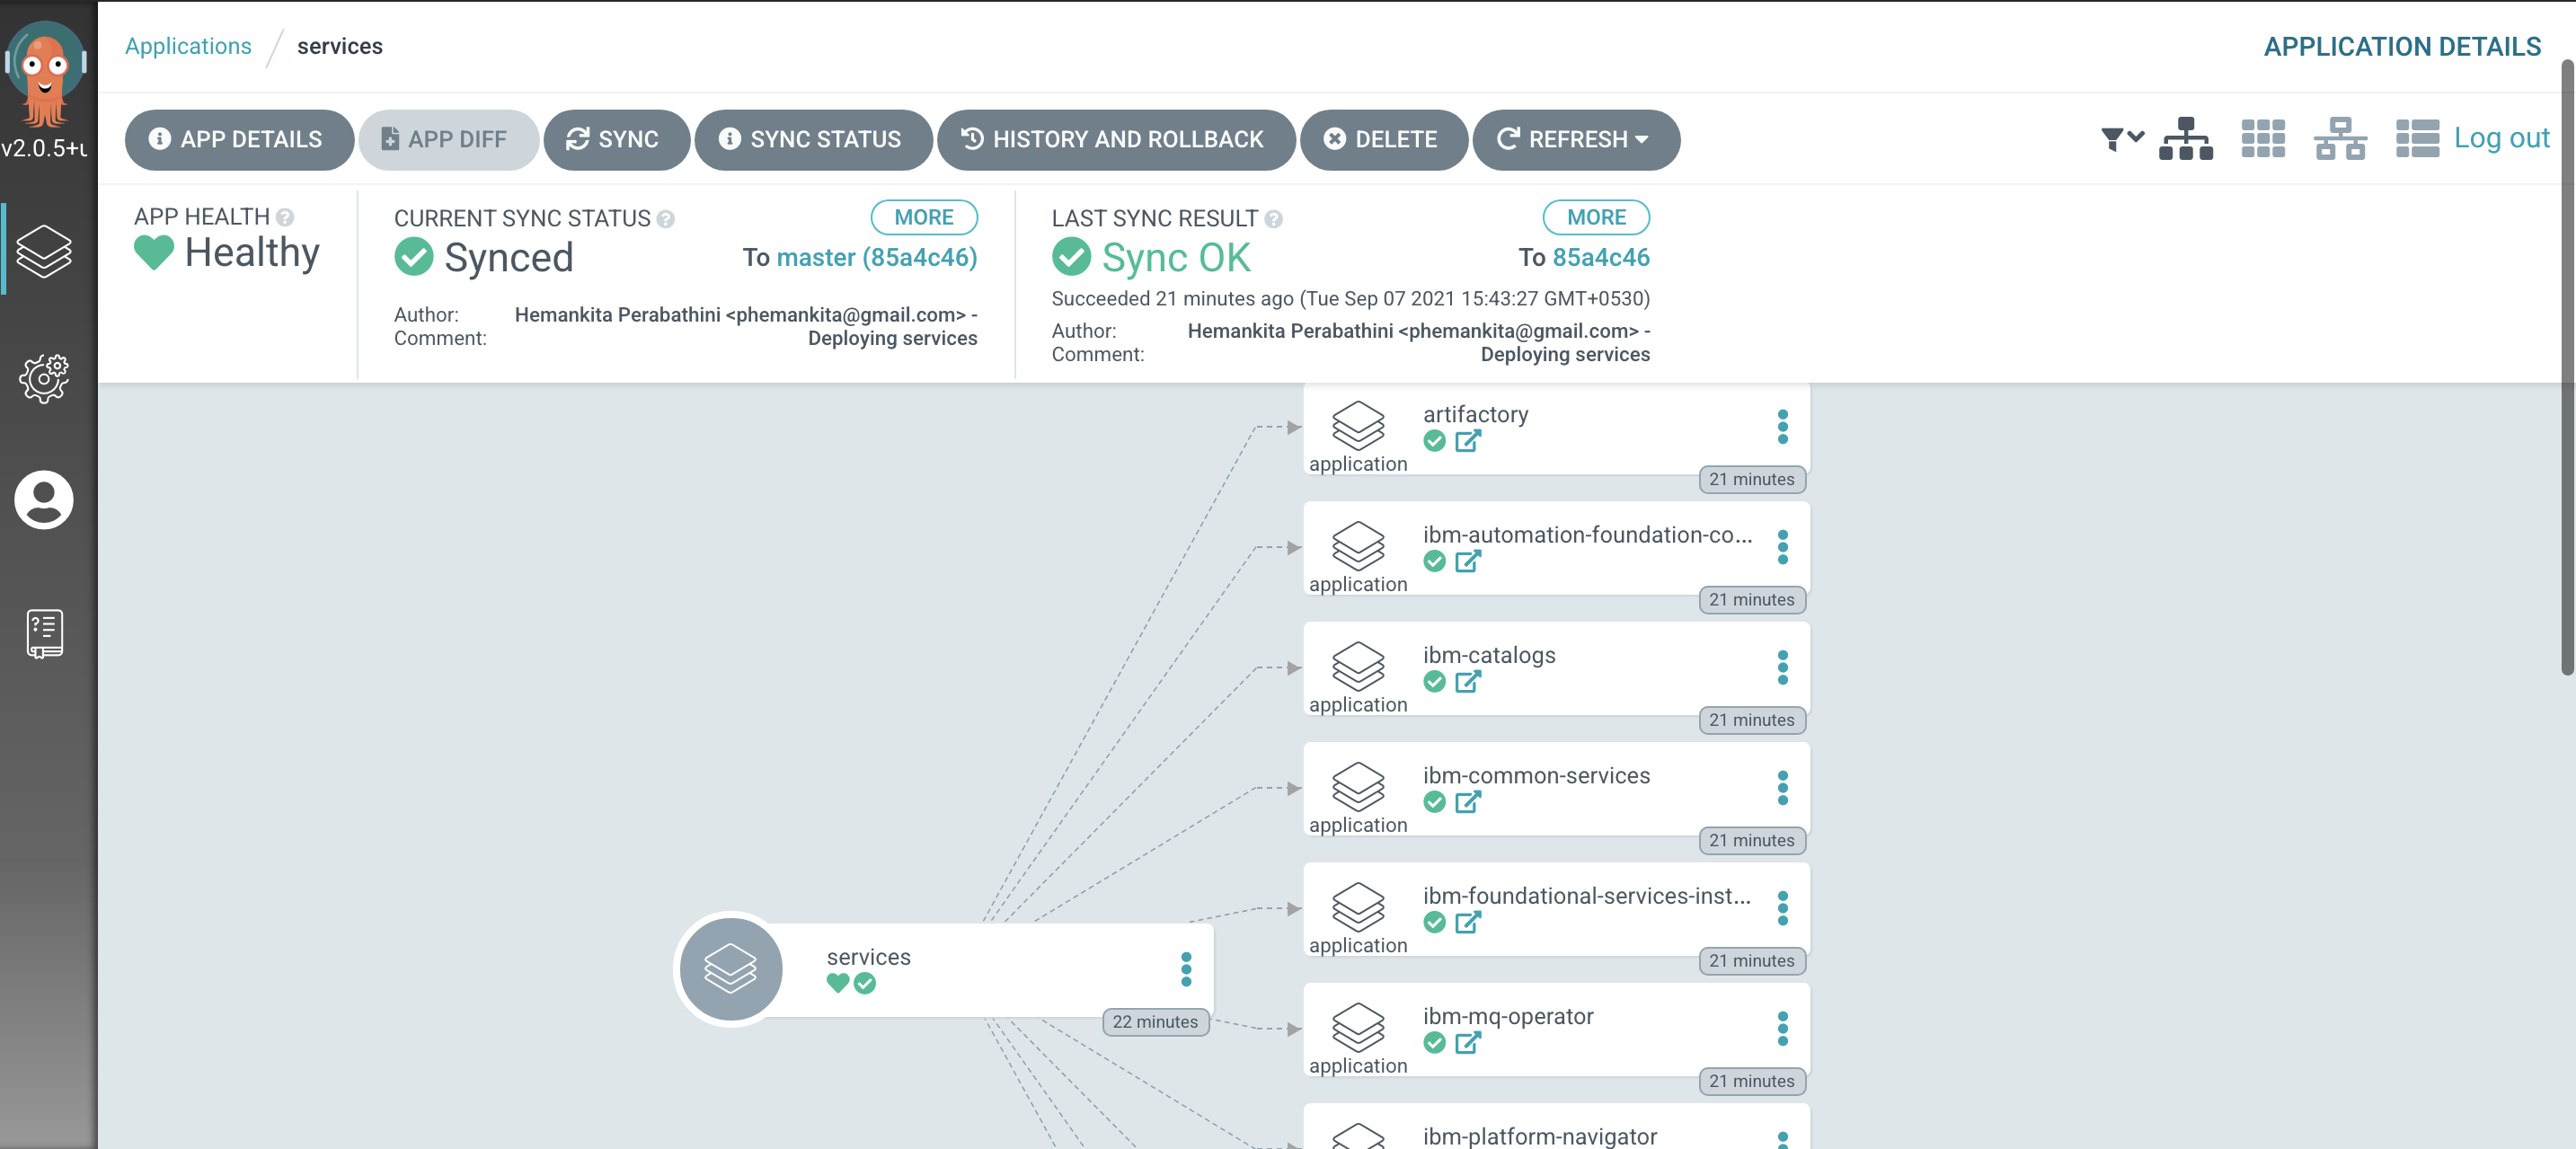 Applications / services
APPLICATION DETAILS
v2.0.5+u
APP DETAILS
APP DIFF
SYNC
SYNC STATUS
HISTORY AND ROLLBACK
DELETE
REFRESH
Log out
APP HEALTH
Healthy
CURRENT SYNC STATUS
MORE
Synced
To master (85a4c46)
Author: Hemankita Perabathini <phemankita@gmail.com> -
Comment: Deploying services
LAST SYNC RESULT
MORE
Sync OK
To 85a4c46
Succeeded 21 minutes ago (Tue Sep 07 2021 15:43:27 GMT+0530)
Author: Hemankita Perabathini <phemankita@gmail.com> -
Comment: Deploying services
services
22 minutes
artifactory
application
21 minutes
ibm-automation-foundation-co...
application
21 minutes
ibm-catalogs
application
21 minutes
ibm-common-services
application
21 minutes
ibm-foundational-services-inst...
application
21 minutes
ibm-mq-operator
application
21 minutes
ibm-platform-navigator